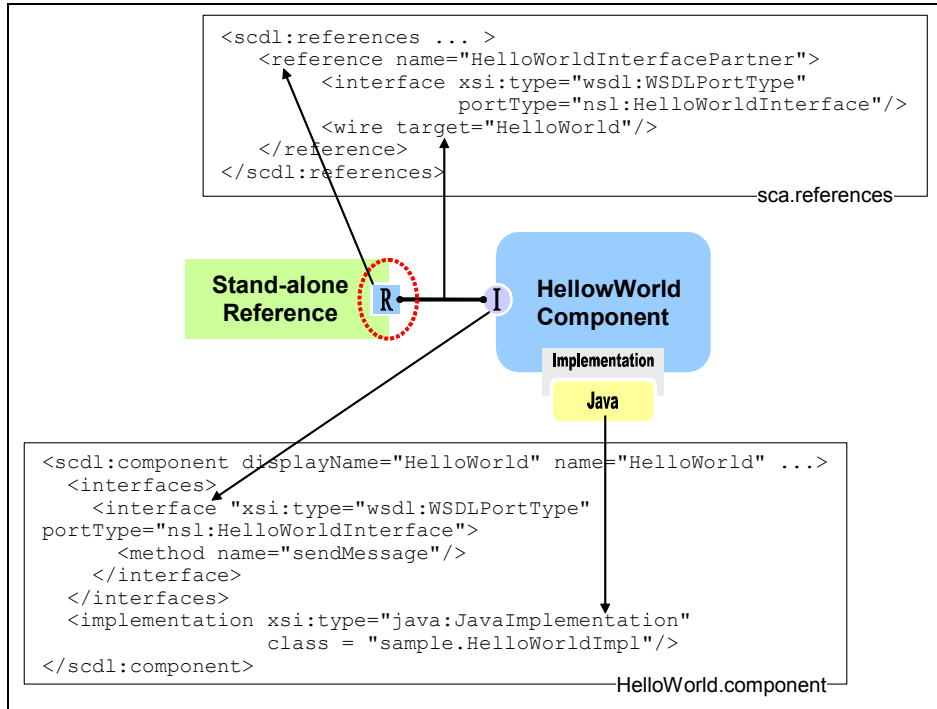 <scdl:references ... >
<reference name="HelloWorldInterfacePartner">
<interface xsi:type="wsdl:WSDLPortType"
portType="nsl:HelloWorldInterface"/>
<wire target="HelloWorld"/>
</reference>
</scdl:references>
sca.references
Stand-alone
Reference
R
I
HellowWorld
Component
Implementation
Java
<scdl:component displayName="HelloWorld" name="HelloWorld" ...>
<interfaces>
<interface "xsi:type="wsdl:WSDLPortType"
portType="nsl:HelloWorldInterface">
<method name="sendMessage"/>
</interface>
</interfaces>
<implementation xsi:type="java:JavaImplementation"
class = "sample.HelloWorldImpl"/>
</scdl:component>
HelloWorld.component